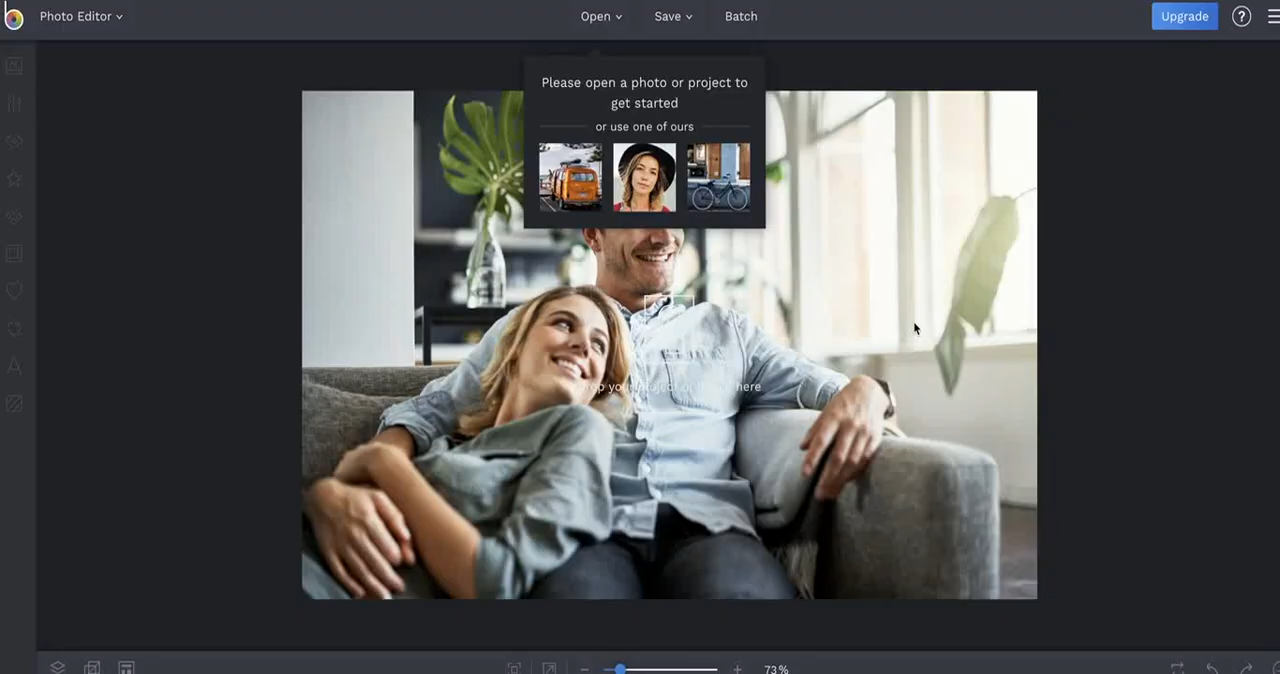 Photo Editor
Open
Save
Batch
Upgrade
?
Please open a photo or project to
get started
or use one of ours
here
73%